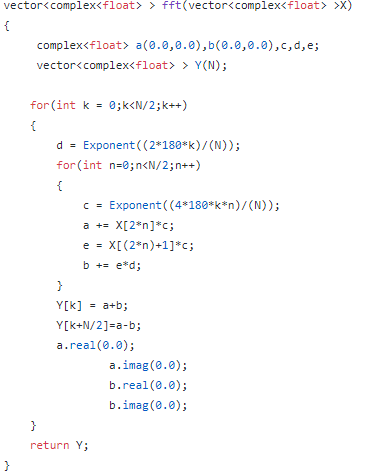 vector<complex<float> > fft(vector<complex<float> >X)
{
complex<float> a(0.0,0.0),b(0.0,0.0),c,d,e;
vector<complex<float> > Y(N);
for(int k = 0;k<N/2;k++)
{
d = Exponent((2*180*k)/(N));
for(int n=0;n<N/2;n++)
{
c = Exponent((4*180*k*n)/(N));
a += X[2*n]*c;
e = X[(2*n)+1]*c;
b += e*d;
}
Y[k] = a+b;
Y[k+N/2]=a-b;
a.real(0.0);
a.imag(0.0);
b.real(0.0);
b.imag(0.0);
}
return Y;
}